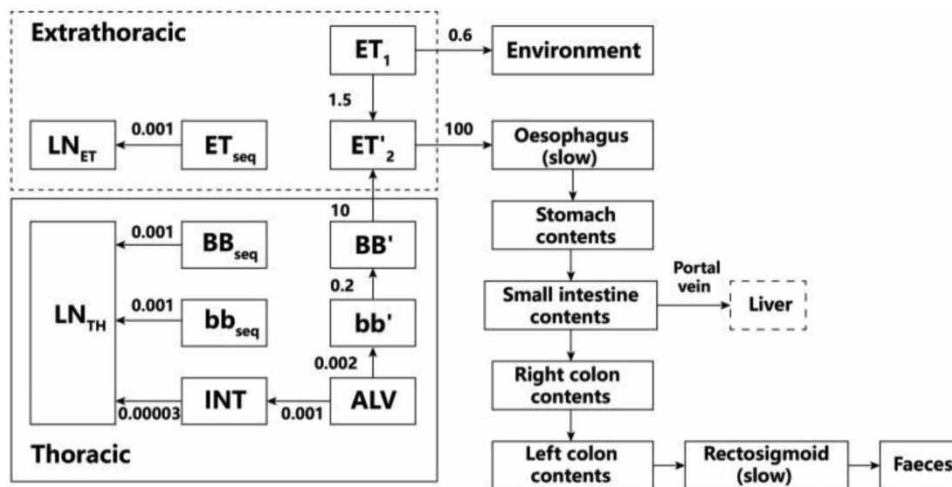 Extrathoracic
ET1
0.6
Environment
1.5
LNET
0.001
ETseq
ET'2
100
Oesophagus
(slow)
10
Stomach
contents
0.001
BBseq
BB'
Portal
vein
0.2
LNTH
0.001
bbseq
bb'
Small intestine
contents
Liver
0.002
Right colon
contents
0.00003
INT
0.001
ALV
Thoracic
Left colon
contents
Rectosigmoid
(slow)
Faeces